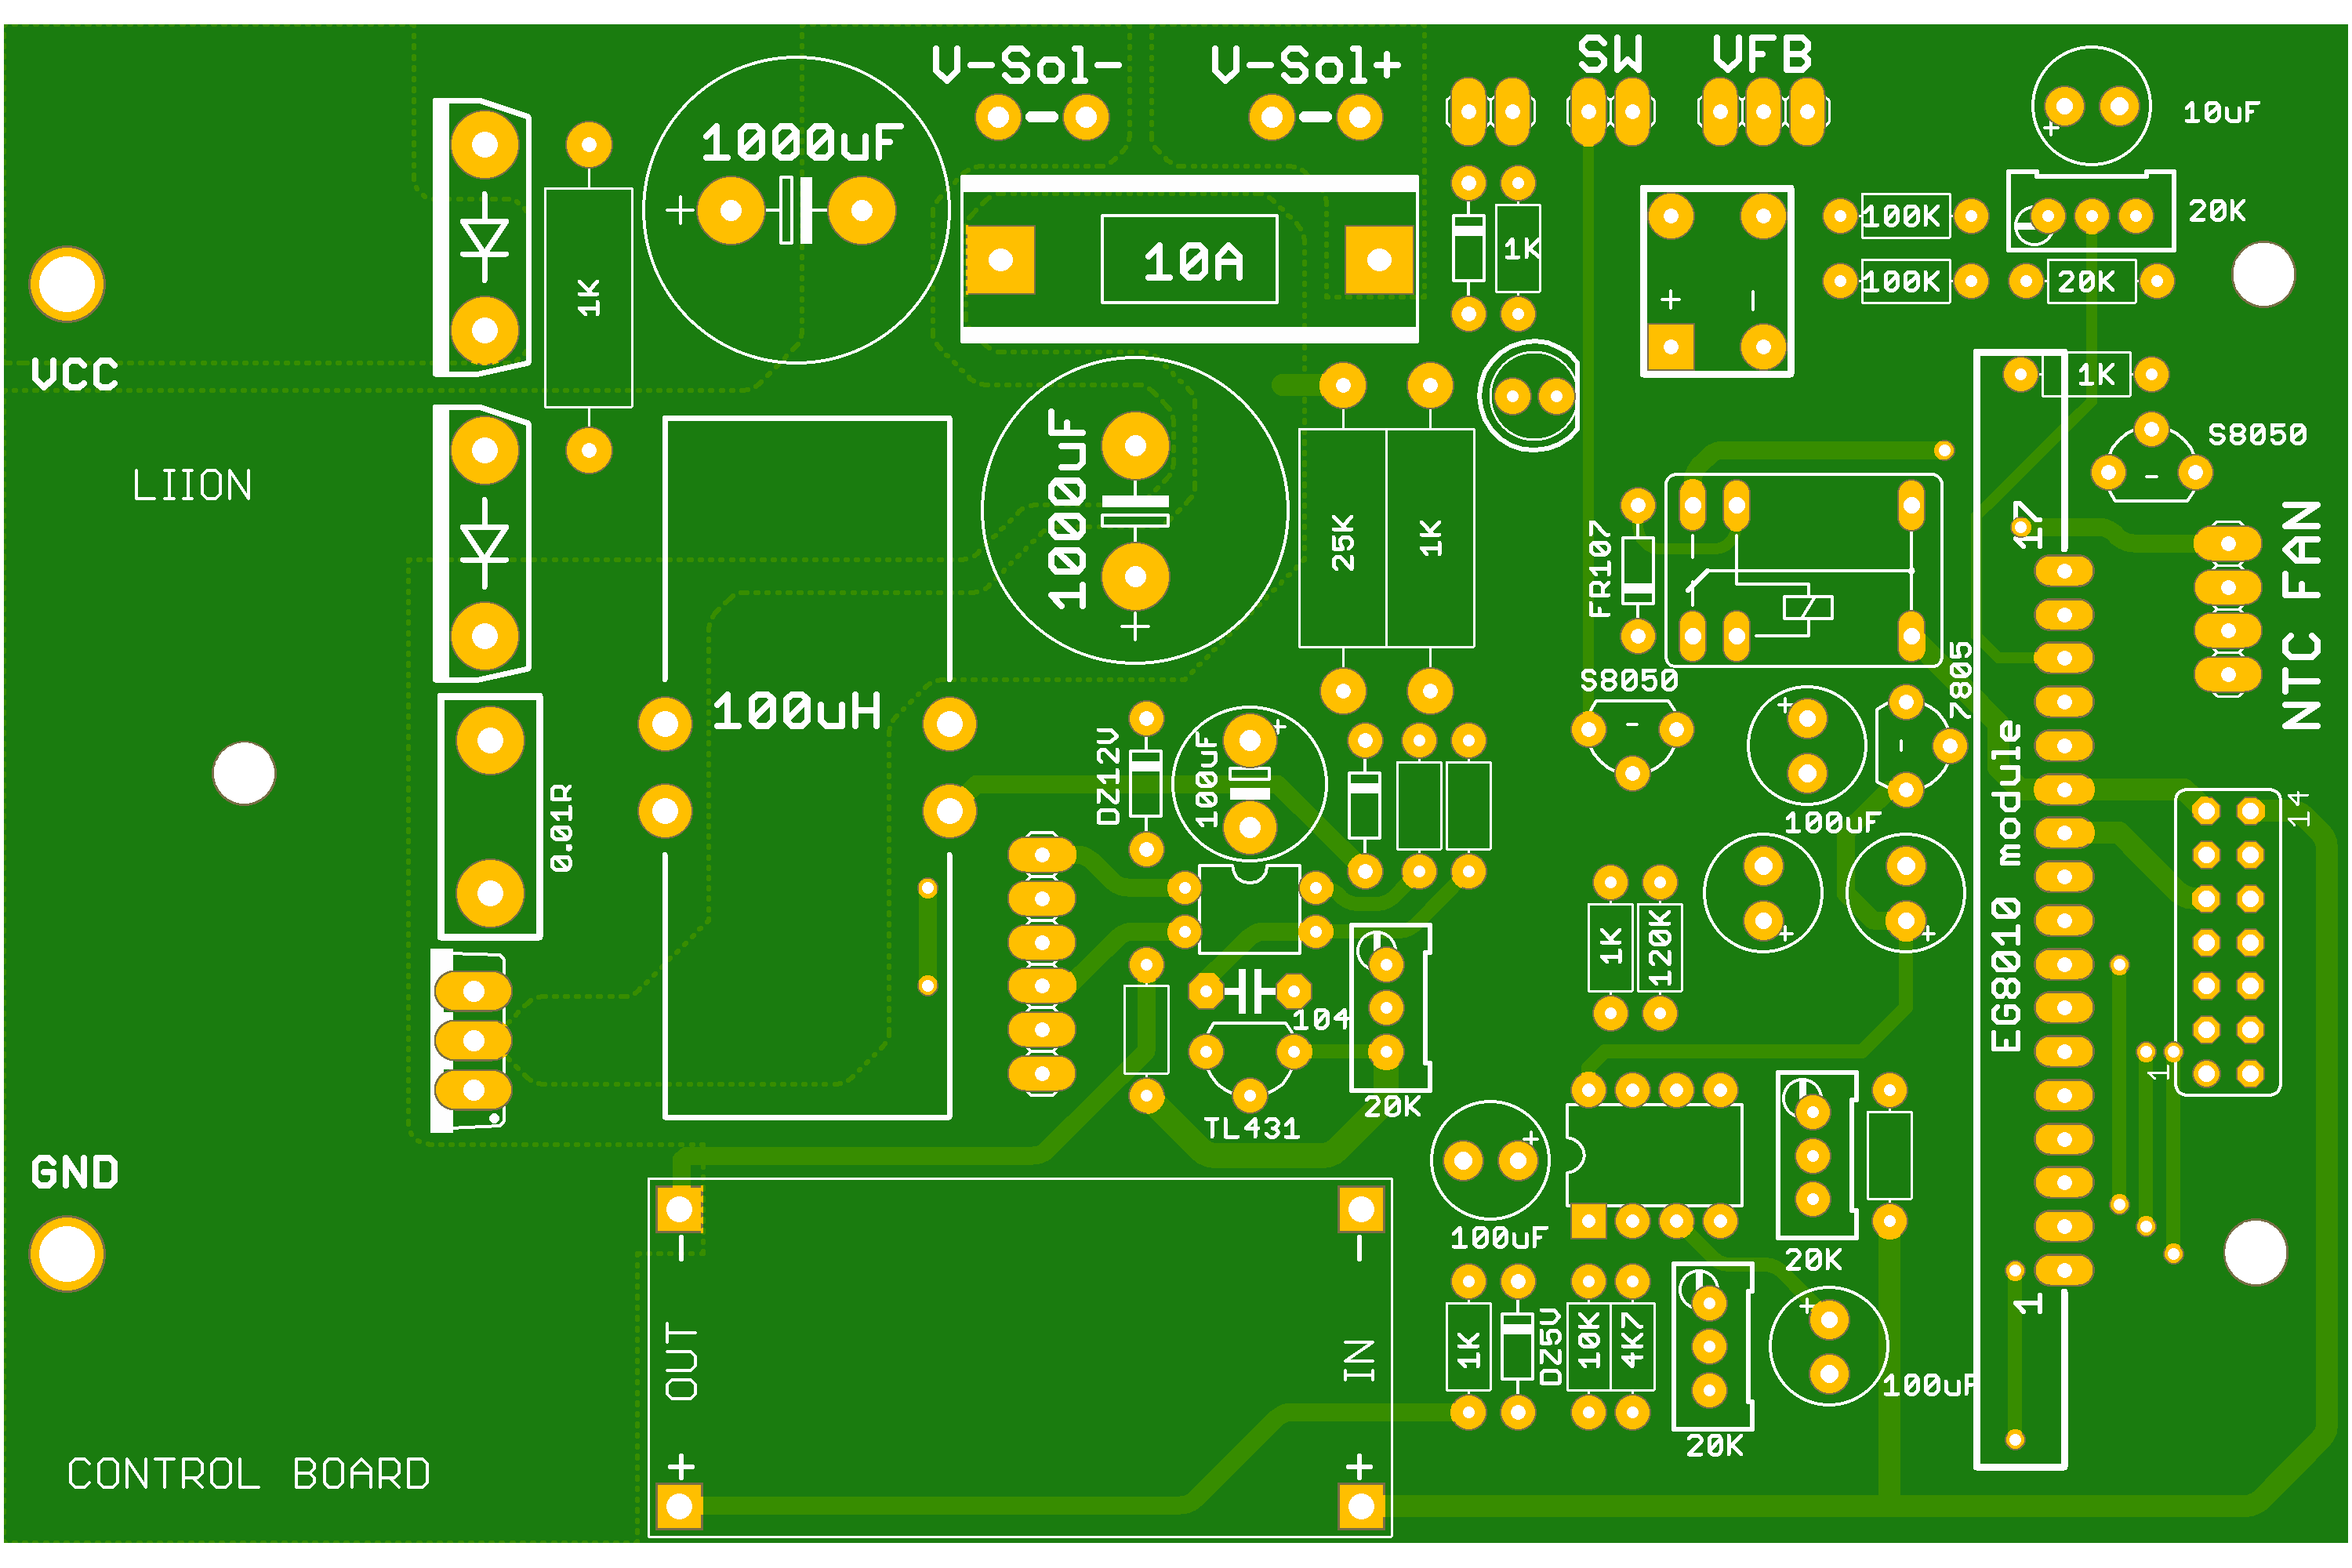 V-Sol-
V-Sol+
SW
VFB
1000uF
10uF
20K
100K
1K
10A
1K
100K
20K
VCC
1K
S8050
LIION
1000uF
25K
1K
FR107
17
NTC FAN
S8050
7805
100uH
DZ12V
100uF
EG8010 module
0.01R
100uF
14
1K
120K
104
1
20K
TL431
GND
100uF
20K
-
-
1
OUT
IN
1K
DZ5V
10K
4K7
100uF
20K
+
+
CONTROL BOARD